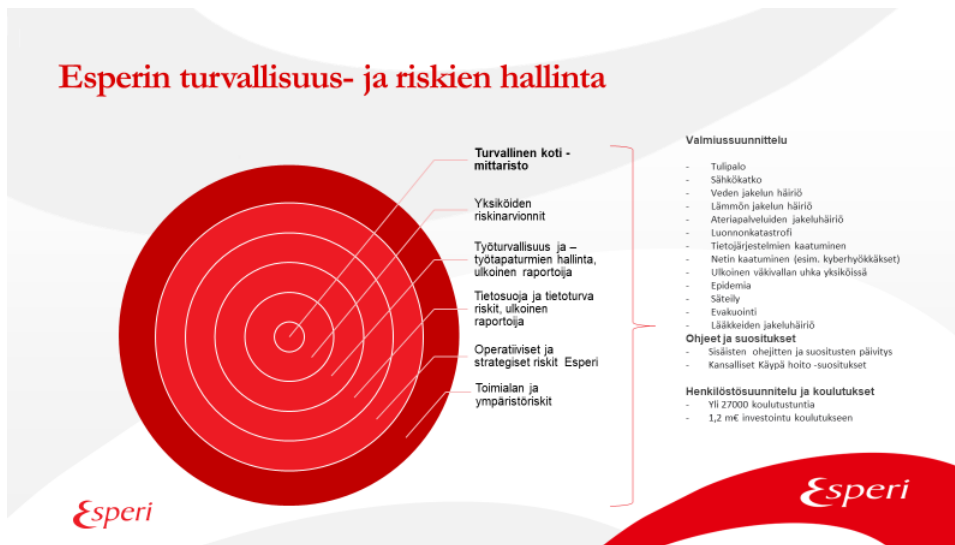 Esperin turvallisuus- ja riskien hallinta
Turvallinen koti -
mittaristo
Yksiköiden
riskinarvionnit
Työturvallisuus ja –
työtapaturmien hallinta,
ulkoinen raportoija
Tietosuoja ja tietoturva
riskit, ulkoinen
raportoija
Operatiiviset ja
strategiset riskit Esperi
Toimialan ja
ympäristöriskit
Valmiussuunnittelu
- Tulipalo
- Sähkökatko
- Veden jakelun häiriö
- Lämmön jakelun häiriö
- Ateriapalveluiden jakeluhäiriö
- Luonnonkatastrofi
- Tietojärjestelmien kaatuminen
- Netin kaatuminen (esim. kyberhyökkäkset)
- Ulkoinen väkivallan uhka yksiköissä
- Epidemia
- Säteily
- Evakuointi
- Lääkkeiden jakeluhäiriö
Ohjeet ja suositukset
- Sisäisten ohejitten ja suositusten päivitys
- Kansalliset Käypä hoito -suositukset
Henkilöstösuunnitelu ja koulutukset
- Yli 27000 koulutustuntia
- 1,2 m€ investointu koulutukseen
Esperi
Esperi